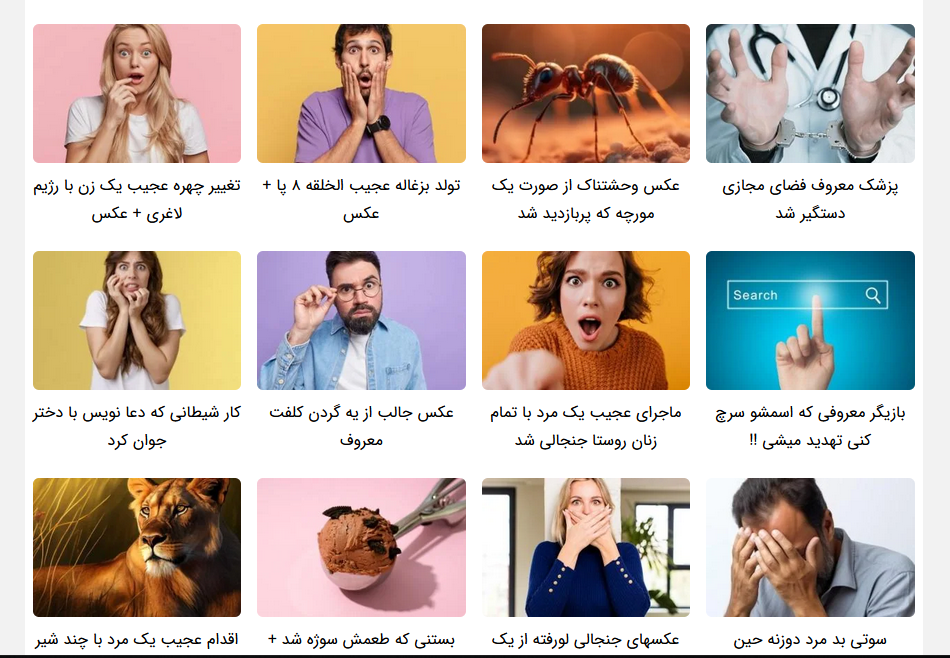 پزشک معروف فضای مجازی
دستگیر شد
عکس وحشتناک از صورت یک
مورچه که پربازدید شد
تولد بزغاله عجیب الخلقه ۸ پا +
عکس
تغییر چهره عجیب یک زن با رژیم
لاغری + عکس
Search
بازیگر معروفی که اسمشو سرچ
کنی تهدید میشی !!
ماجرای عجیب یک مرد با تمام
زنان روستا جنجالی شد
عکس جالب از یه گردن کلفت
معروف
کار شیطانی که دعا نویس با دختر
جوان کرد
سوتی بد مرد دوزنه حین
عکسهای جنجالی لورفته از یک
بستنی که طعمش سوژه شد +
اقدام عجیب یک مرد با چند شیر